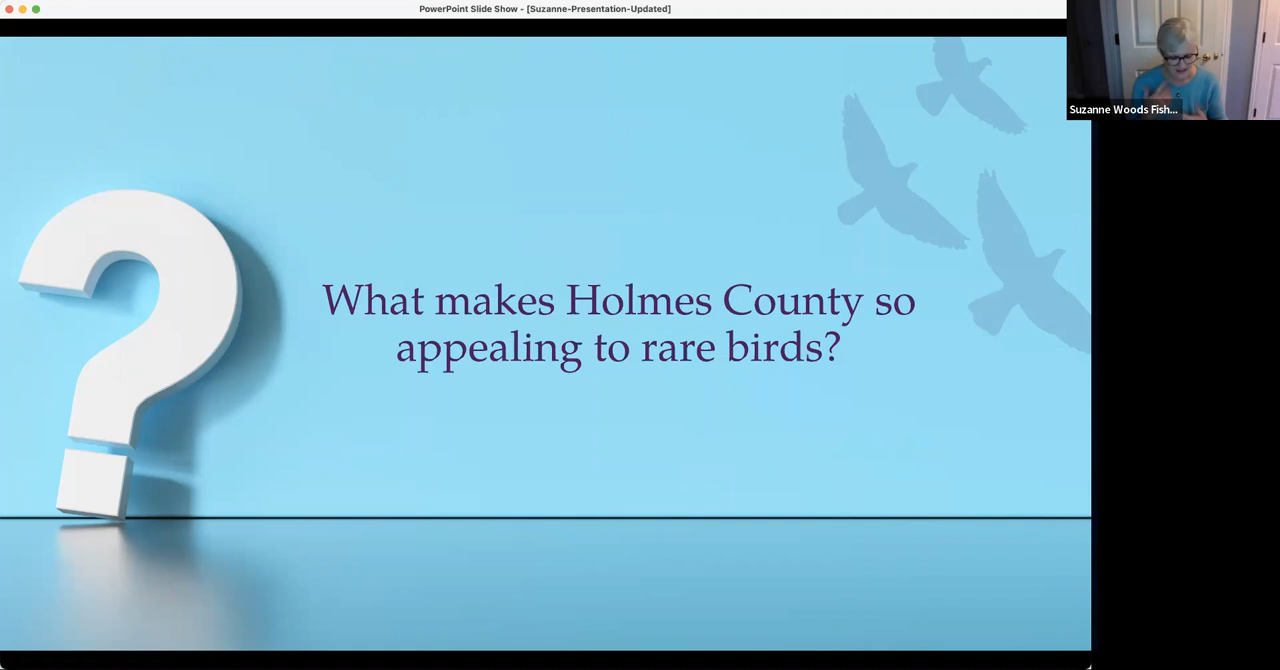 PowerPoint Slide Show - [Suzanne-Presentation-Updated]
Suzanne Woods Fish...
What makes Holmes County so
appealing to rare birds?